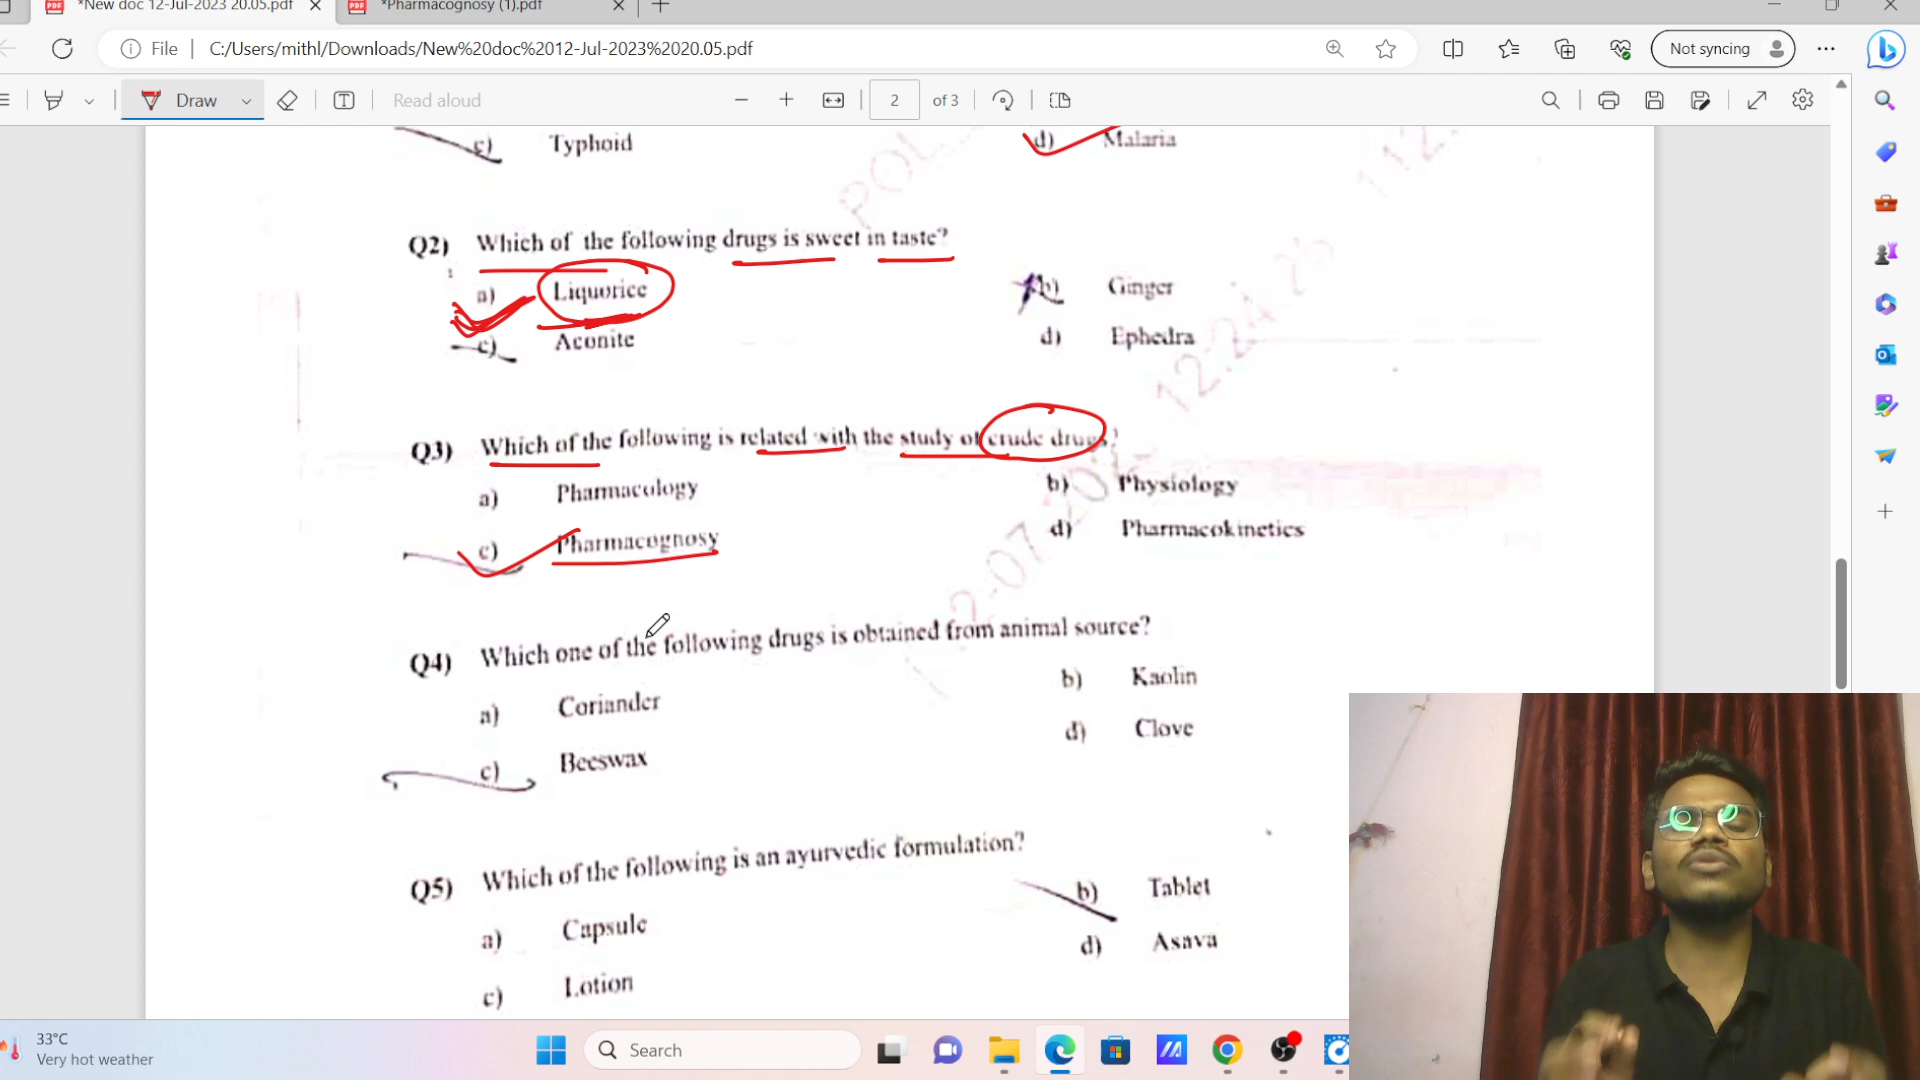 *New doc 12-Jul-2023 20.05.pdf
*Pharmacognosy (1).pdf
File
C:/Users/mithl/Downloads/New%20doc%2012-Jul-2023%2020.05.pdf
Not syncing
Draw
Read aloud
2
of 3
c) Typhoid
d) Malaria
Q2) Which of the following drugs is sweet in taste?
a) Liquorice
b) Ginger
c) Aconite
d) Ephedra
Q3) Which of the following is related with the study of crude drugs?
a) Pharmacology
b) Physiology
c) Pharmacognosy
d) Pharmacokinetics
Q4) Which one of the following drugs is obtained from animal source?
a) Coriander
b) Kaolin
c) Beeswax
d) Clove
Q5) Which of the following is an ayurvedic formulation?
a) Capsule
b) Tablet
c) Lotion
d) Asava
33°C
Very hot weather
Search